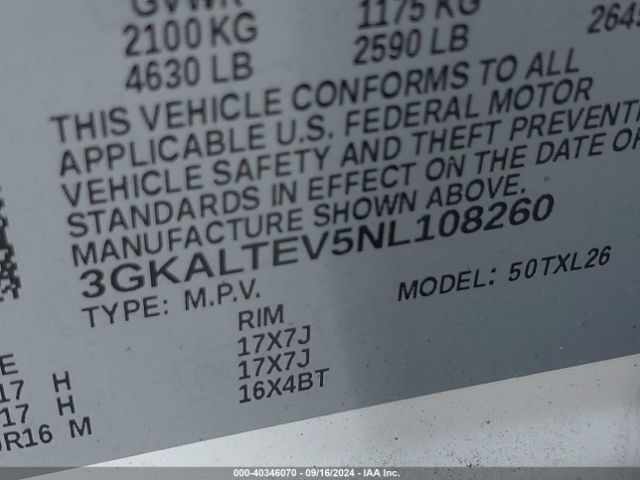 GVWR
2100 KG 1175 KG
4630 LB 2590 LB
THIS VEHICLE CONFORMS TO ALL
APPLICABLE U.S. FEDERAL MOTOR
VEHICLE SAFETY AND THEFT PREVENTI
STANDARDS IN EFFECT ON THE DATE OF
MANUFACTURE SHOWN ABOVE.
3GKALTEV5NL108260
TYPE: M.P.V. MODEL: 50TXL26
RIM
17 H 17X7J
17 H 17X7J
R16 M 16X4BT
000-40346070 - 09/16/2024 - IAA Inc.